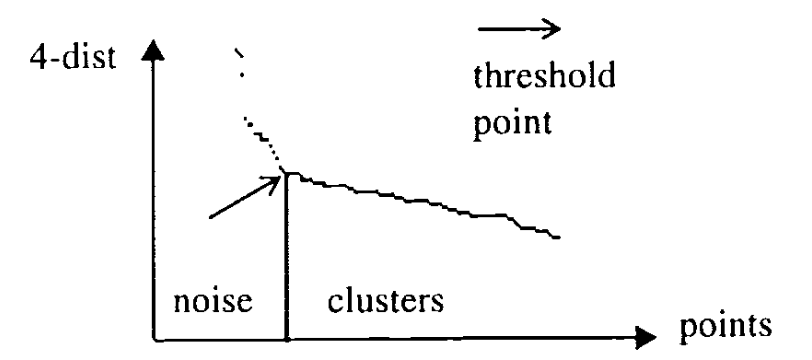 4-dist
threshold
point
noise
clusters
points